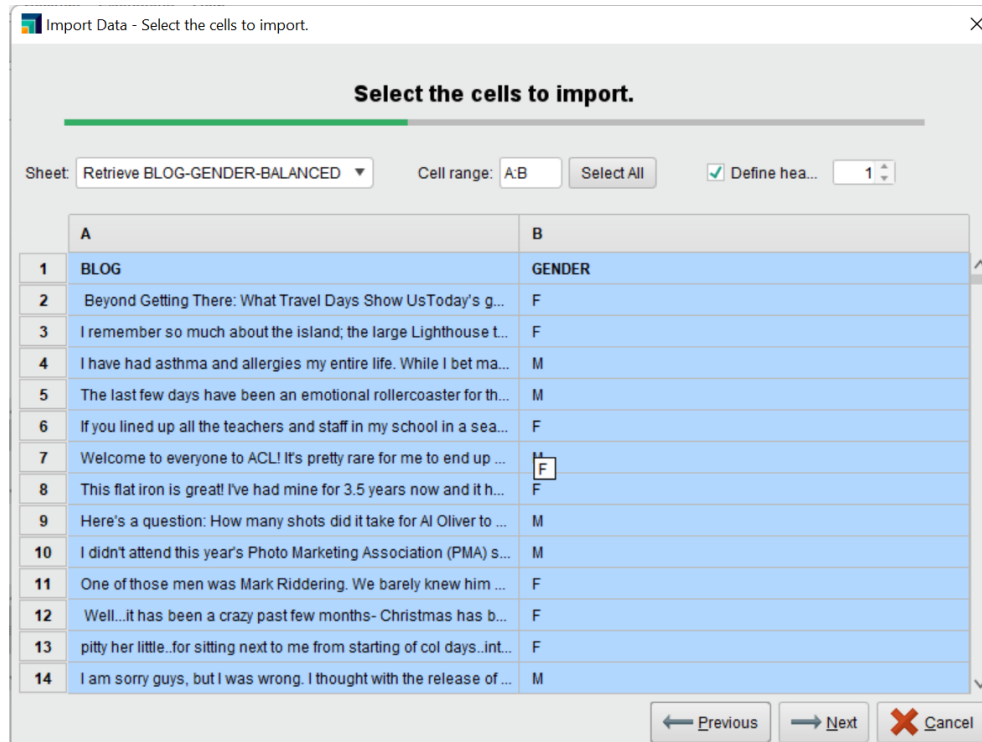 Import Data - Select the cells to import.
Select the cells to import.
Sheet: Retrieve BLOG-GENDER-BALANCED Cell range: A:B Select All Define hea... 1
A B
1 BLOG GENDER
2 Beyond Getting There: What Travel Days Show UsToday's g... F
3 I remember so much about the island; the large Lighthouse t... F
4 I have had asthma and allergies my entire life. While I bet ma... M
5 The last few days have been an emotional rollercoaster for th... M
6 If you lined up all the teachers and staff in my school in a sea... F
7 Welcome to everyone to ACL! It's pretty rare for me to end up ...
F
8 This flat iron is great! I've had mine for 3.5 years now and it h... F
9 Here's a question: How many shots did it take for Al Oliver to ... M
10 I didn't attend this year's Photo Marketing Association (PMA) s... M
11 One of those men was Mark Riddering. We barely knew him ... F
12 Well...it has been a crazy past few months- Christmas has b... F
13 pitty her little..for sitting next to me from starting of col days..int... F
14 I am sorry guys, but I was wrong. I thought with the release of ... M
Previous Next Cancel